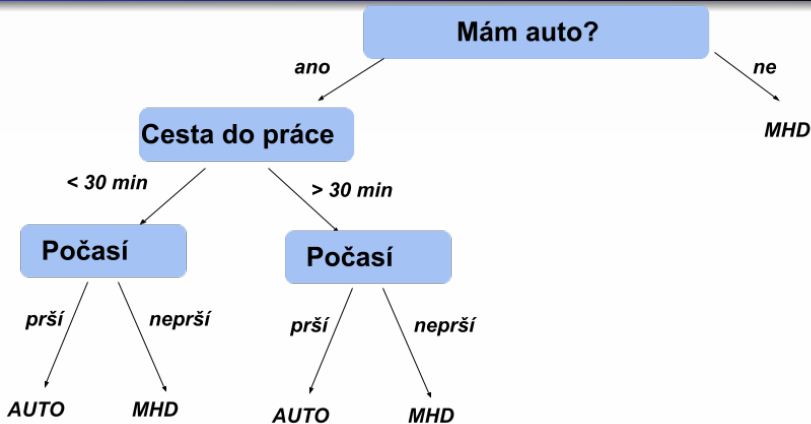 Mám auto?
ano
ne
MHD
Cesta do práce
< 30 min
> 30 min
Počasí
Počasí
prší
neprší
prší
neprší
AUTO
MHD
AUTO
MHD